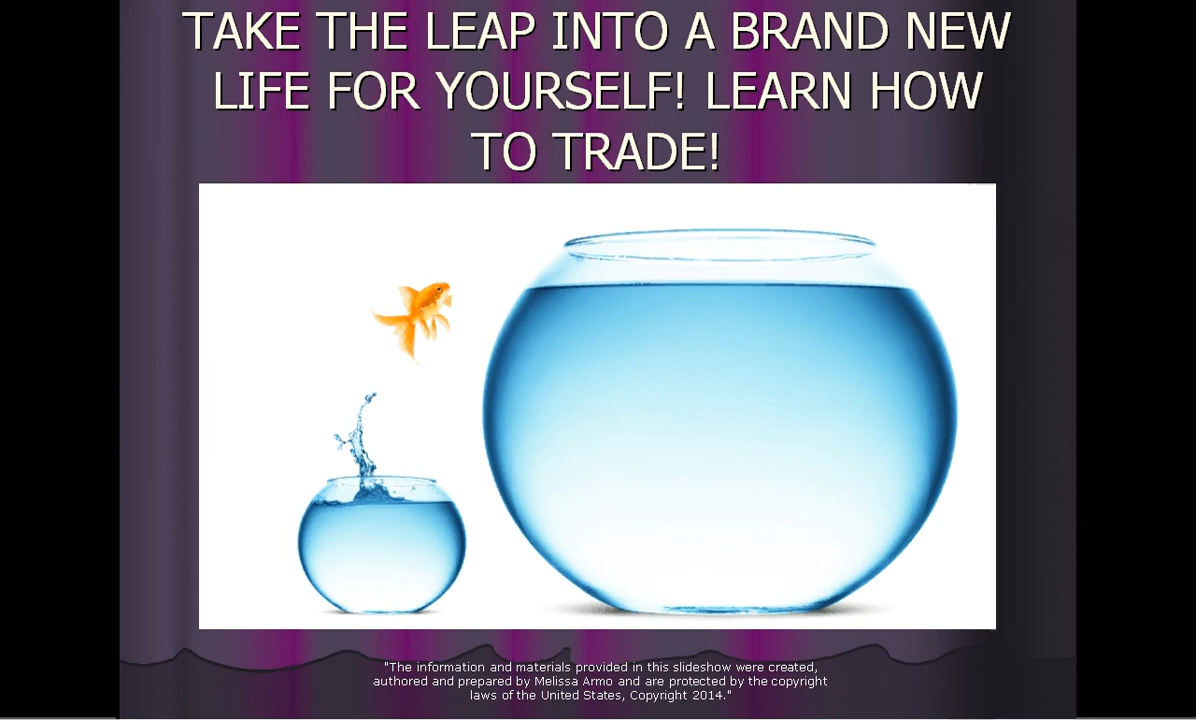 TAKE THE LEAP INTO A BRAND NEW
LIFE FOR YOURSELF! LEARN HOW
TO TRADE!
"The information and materials provided in this slideshow were created,
authored and prepared by Melissa Armo and are protected by the copyright
laws of the United States, Copyright 2014."